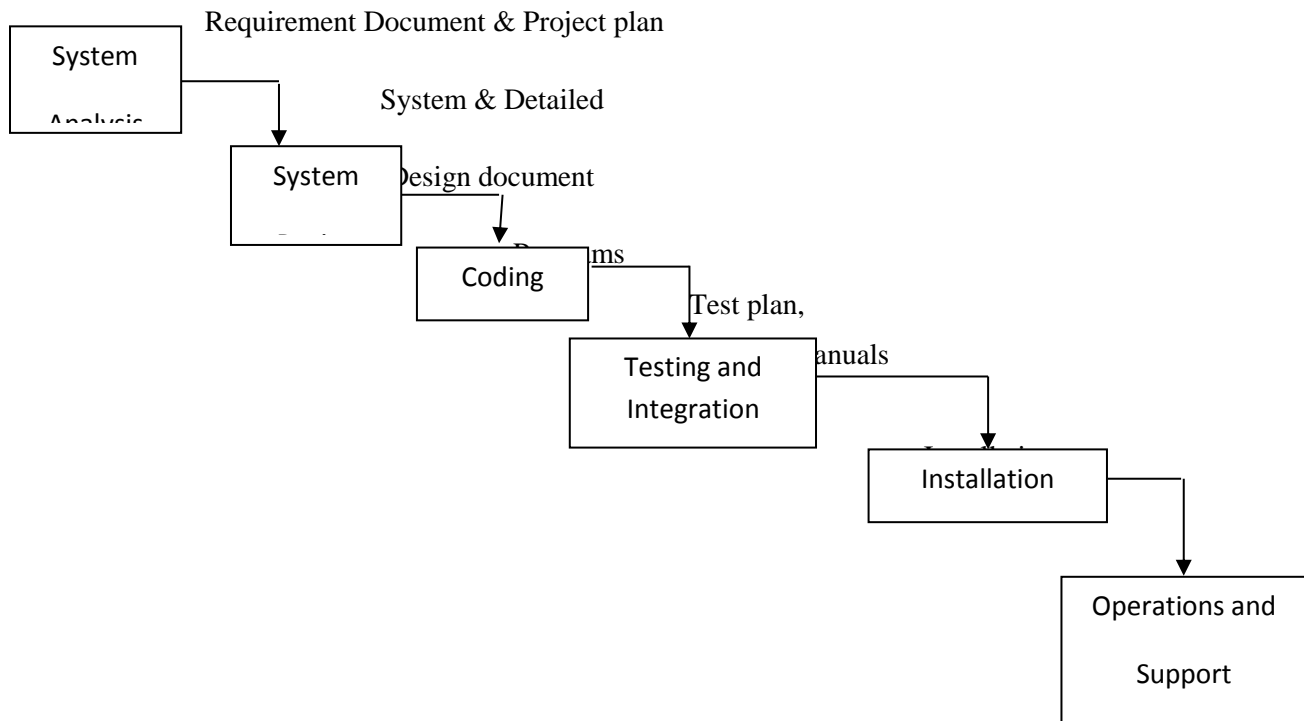 Requirement Document & Project plan
System
Analysis
System & Detailed
System
Design document
Coding
Test plan,
Testing and
Integration
Installation
Operations and
Support